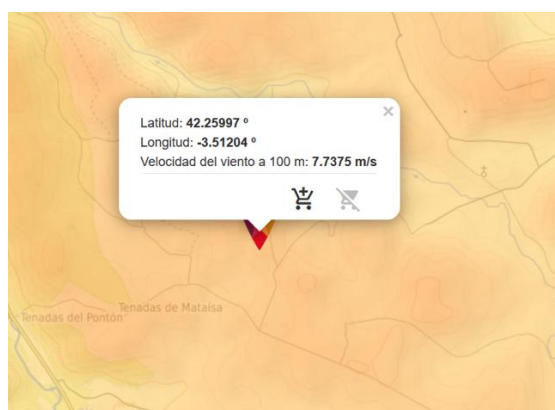 Latitud: 42.25997 º
Longitud: -3.51204 º
Velocidad del viento a 100 m: 7.7375 m/s
Tenadas de Mataisa
Tenadas del Pontón